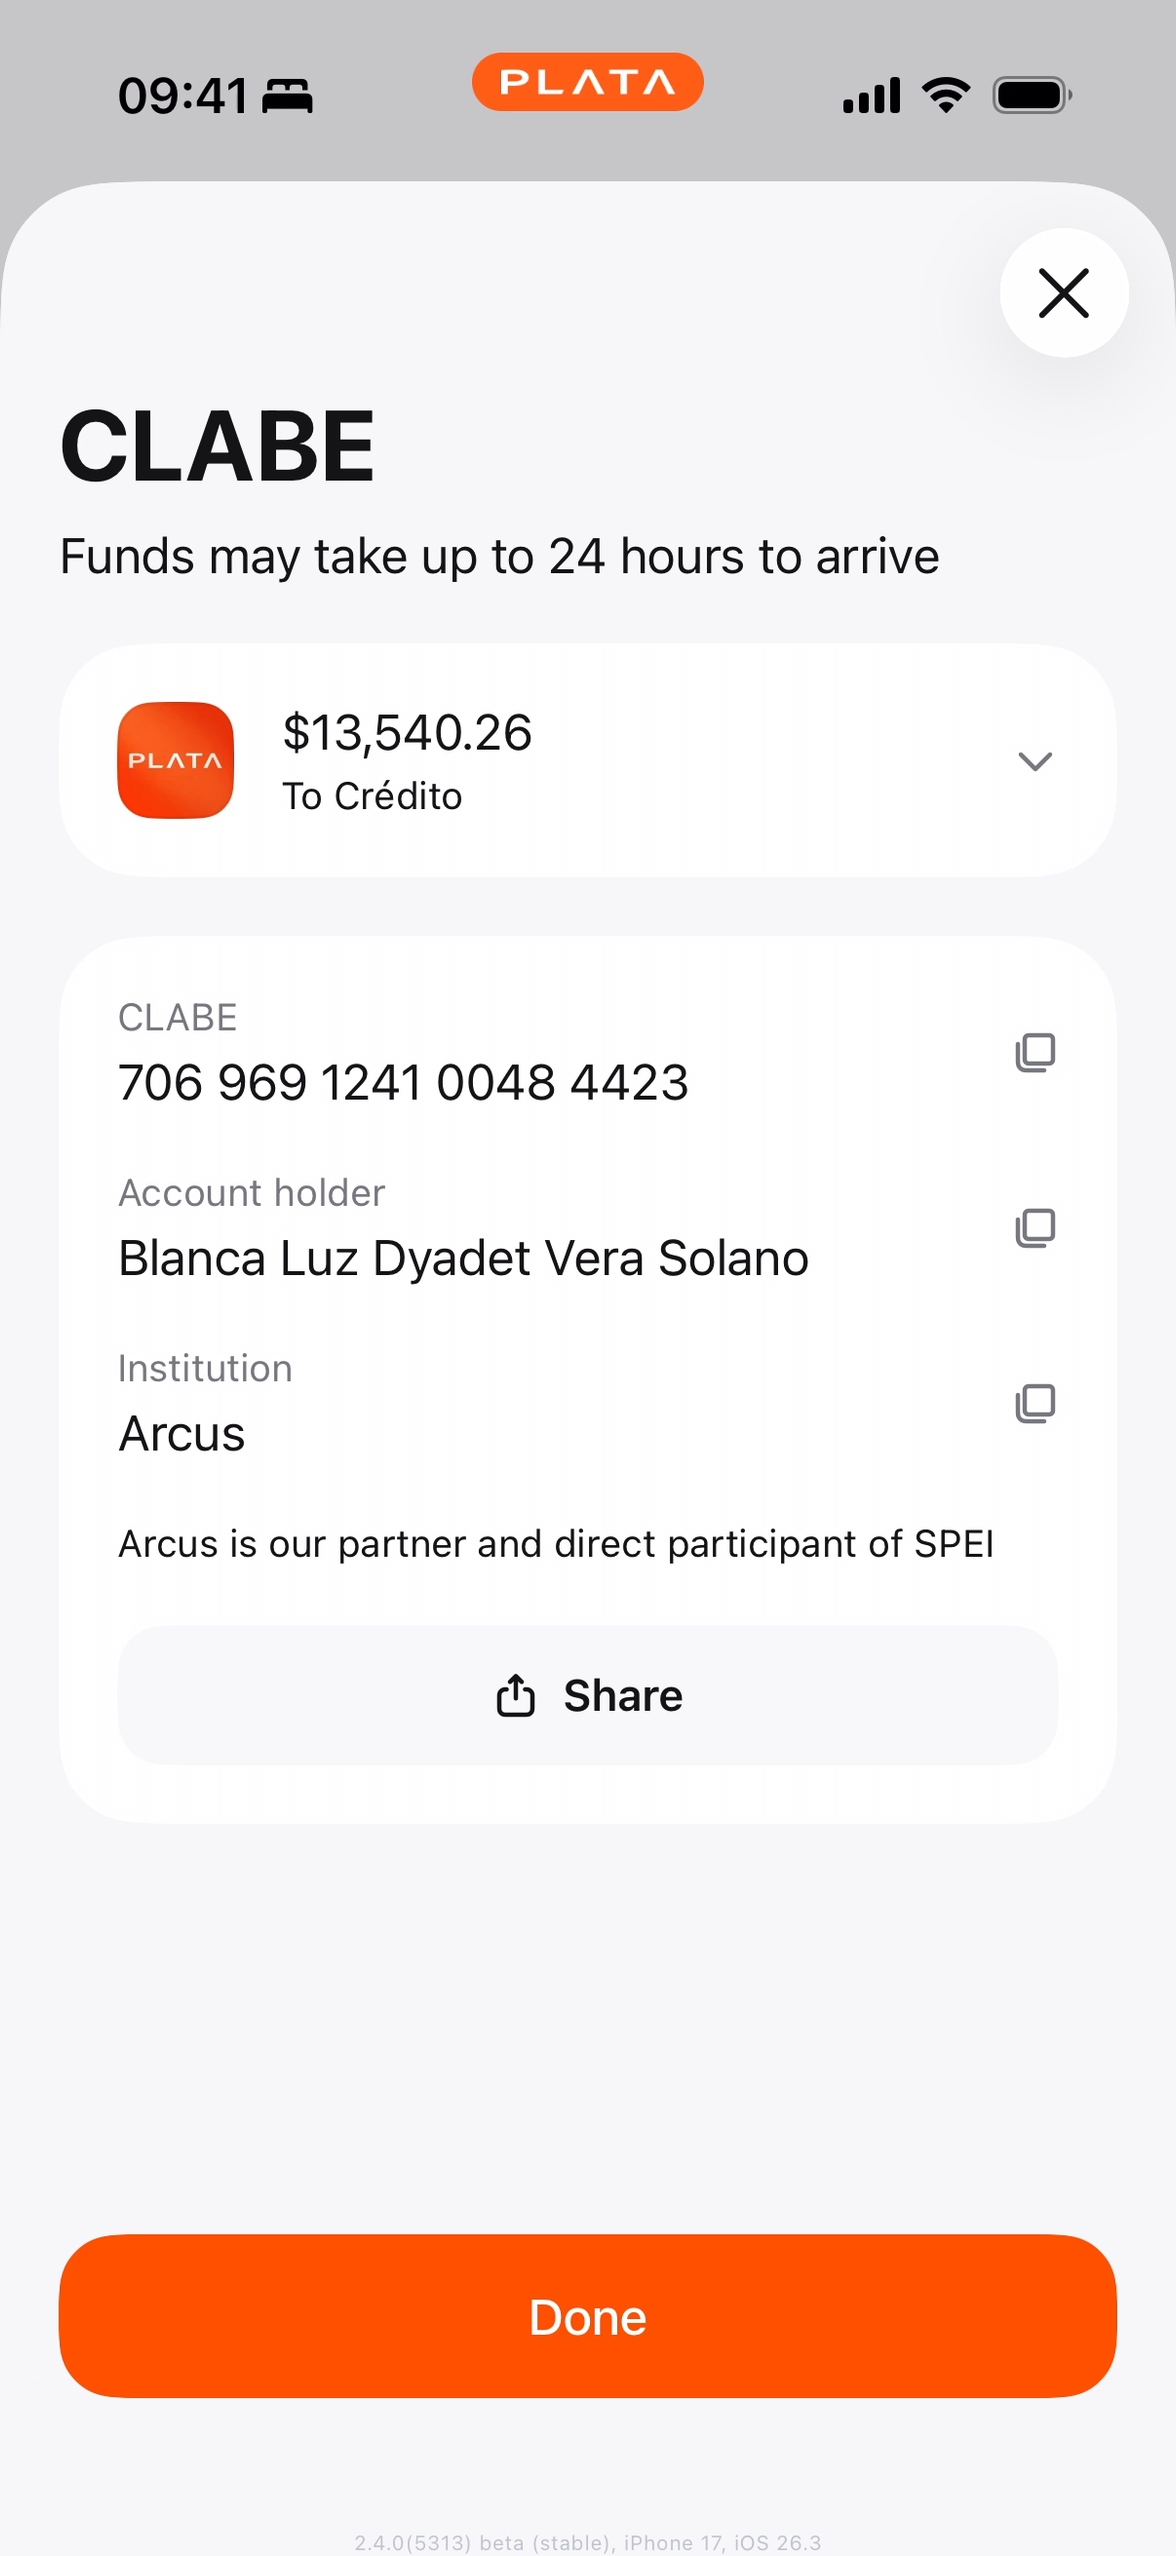 09:41
PLATA
CLABE
Funds may take up to 24 hours to arrive
PLATA
$13,540.26
To Crédito
CLABE
706 969 1241 0048 4423
Account holder
Blanca Luz Dyadet Vera Solano
Institution
Arcus
Arcus is our partner and direct participant of SPEI
Share
Done
2.4.0(5313) beta (stable), iPhone 17, iOS 26.3